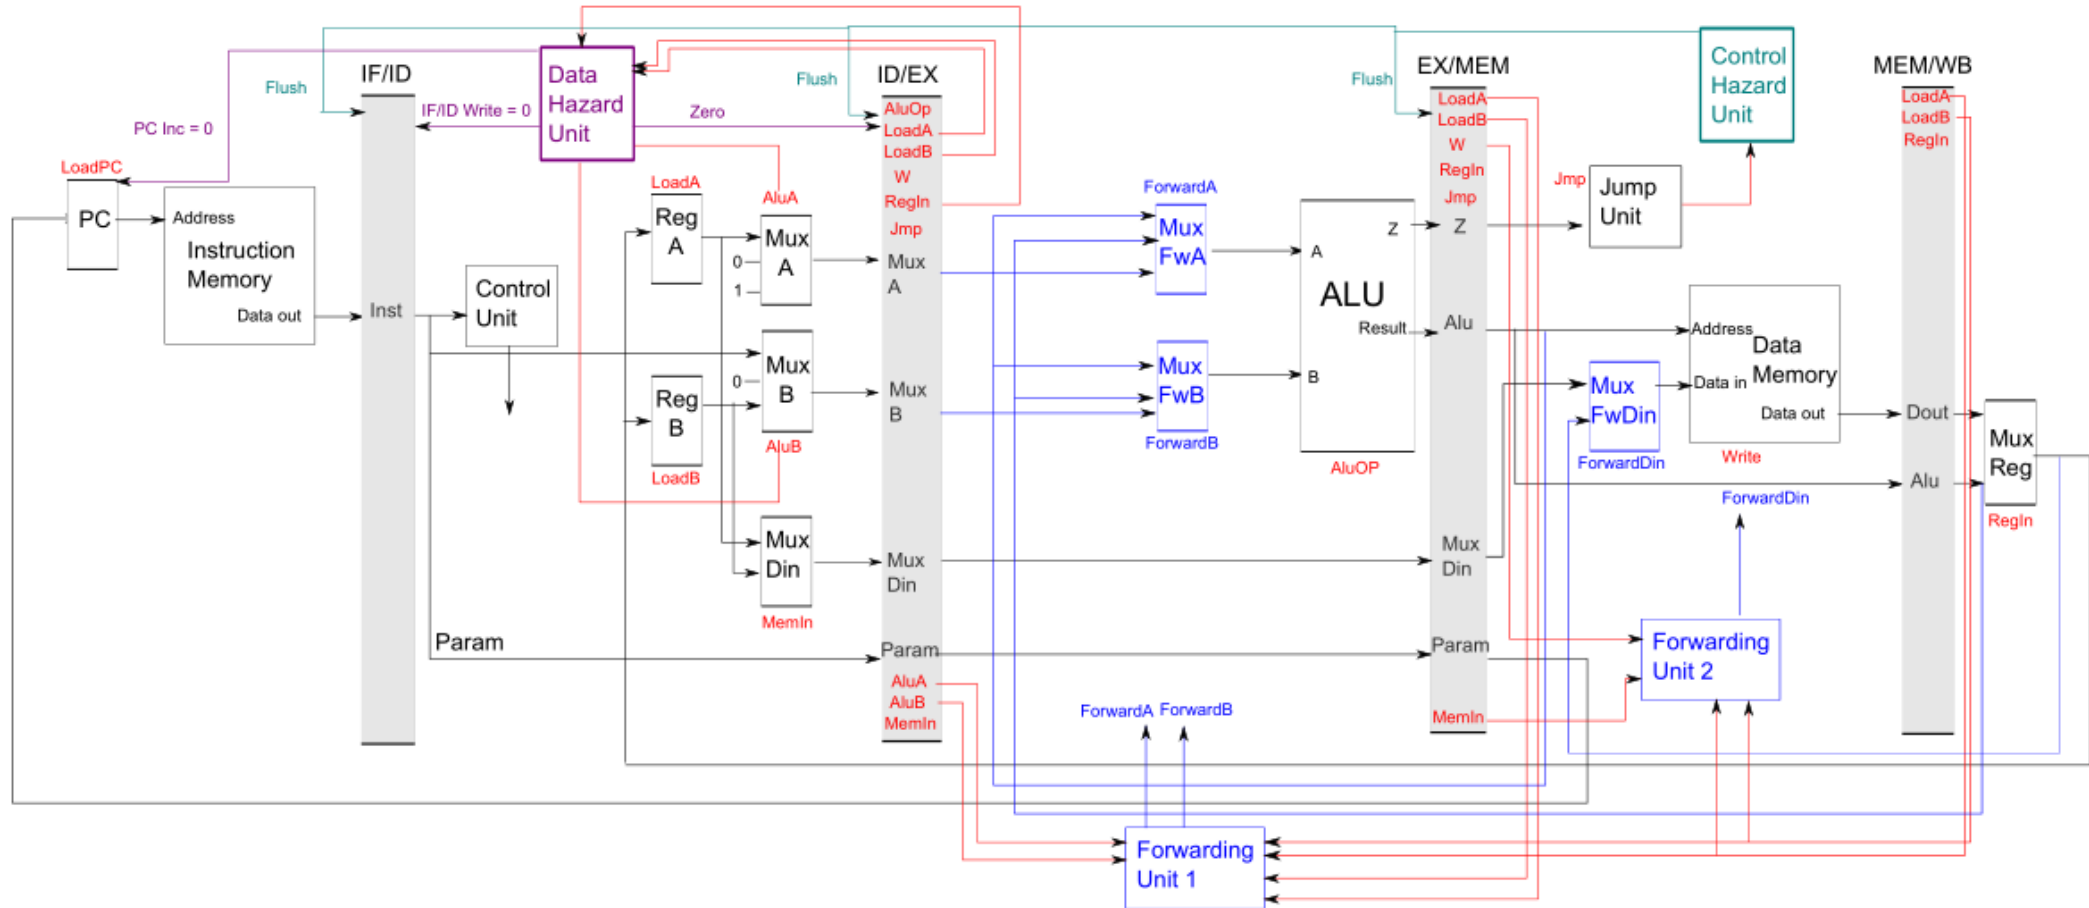 IF/ID
Flush
PC Inc = 0
LoadPC
PC
Address
Instruction
Memory
Data out
Inst
IF/ID Write = 0
Data
Hazard
Unit
Zero
Control
Unit
Param
LoadA
Reg
A
Reg
B
LoadB
AluA
Mux
A
0
1
Mux
B
0
AluB
Mux
Din
MemIn
Flush
ID/EX
AluOp
LoadA
LoadB
W
RegIn
Jmp
Mux
A
Mux
B
Mux
Din
Param
AluA
AluB
MemIn
ForwardA
Mux
FwA
Mux
FwB
ForwardB
A
B
Z
ALU
Result
AluOP
ForwardA
ForwardB
Forwarding
Unit 1
Flush
EX/MEM
LoadA
LoadB
W
RegIn
Jmp
Z
Alu
Mux
Din
Param
MemIn
Control
Hazard
Unit
Jmp
Jump
Unit
Address
Data
Memory
Data in
Data out
Write
Mux
FwDin
ForwardDin
ForwardDin
Forwarding
Unit 2
MEM/WB
LoadA
LoadB
RegIn
Dout
Alu
Mux
Reg
RegIn